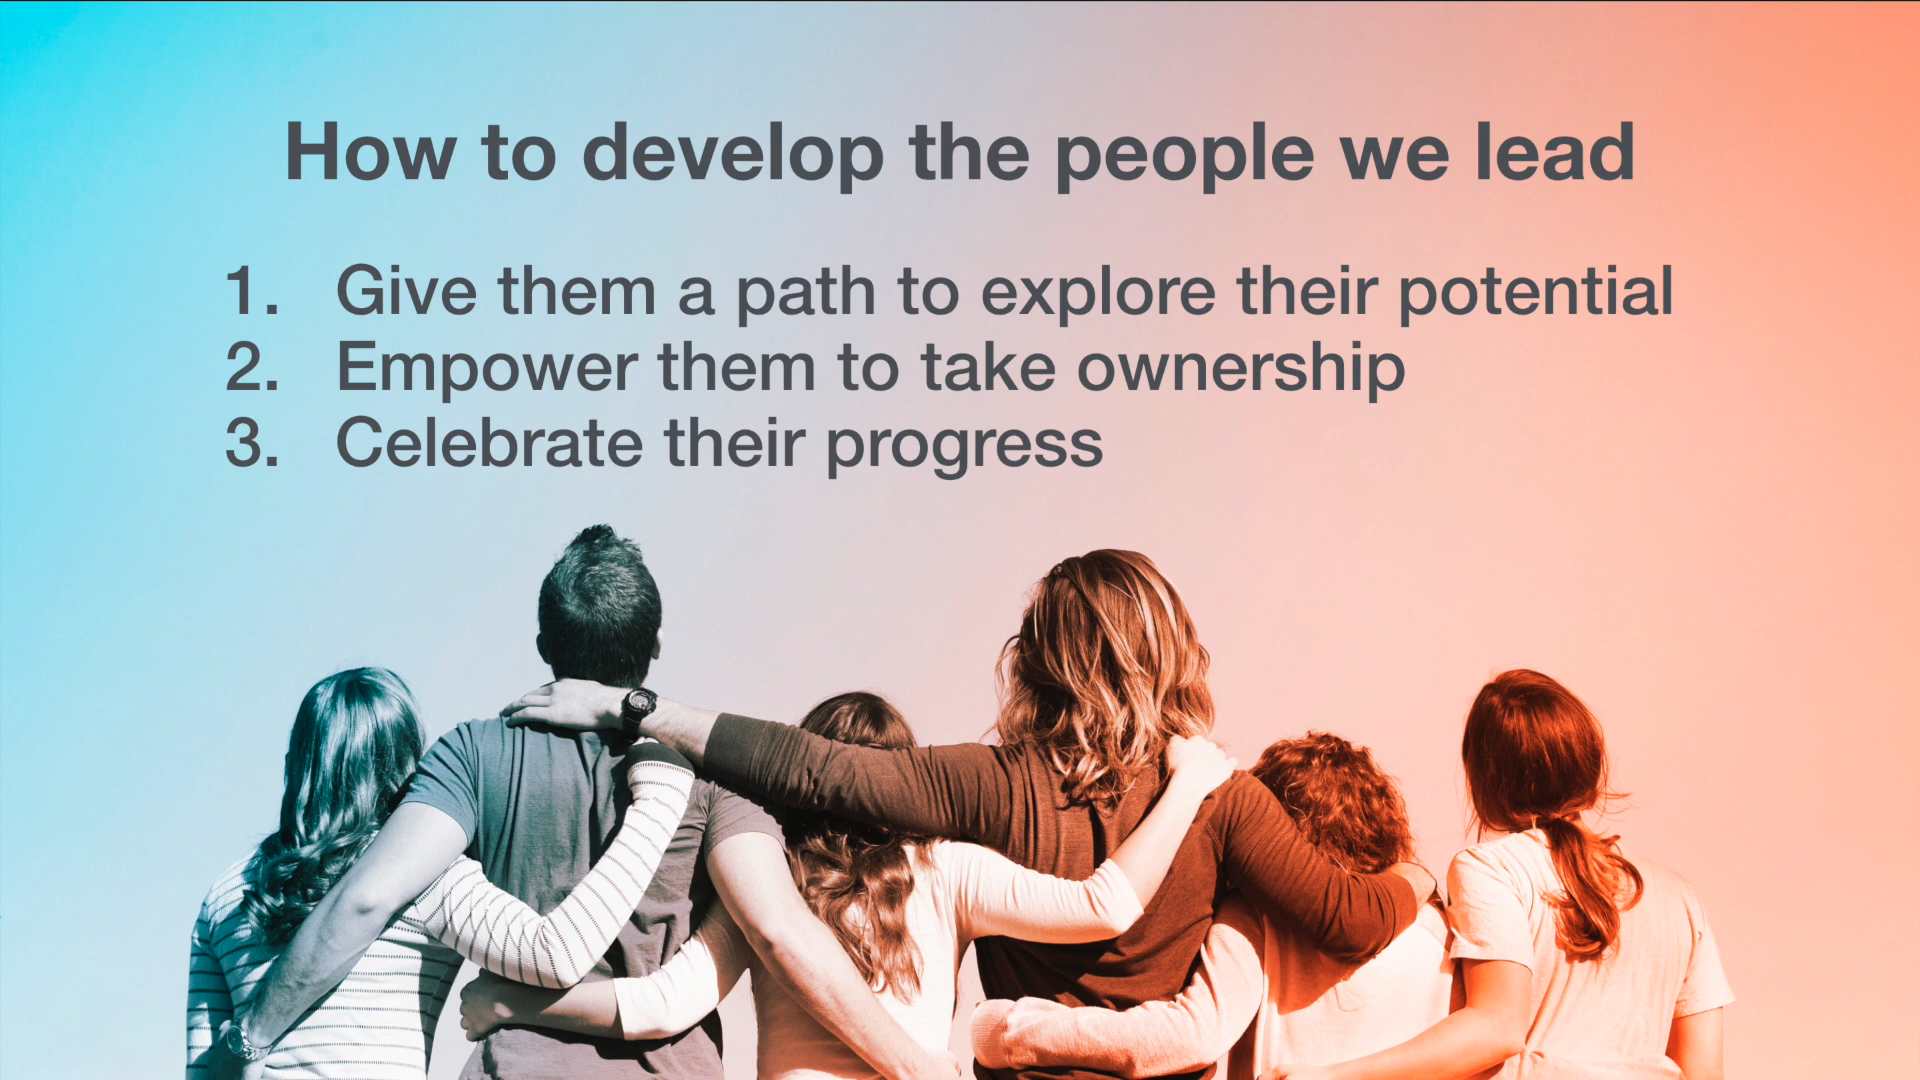 How to develop the people we lead
1. Give them a path to explore their potential
2. Empower them to take ownership
3. Celebrate their progress